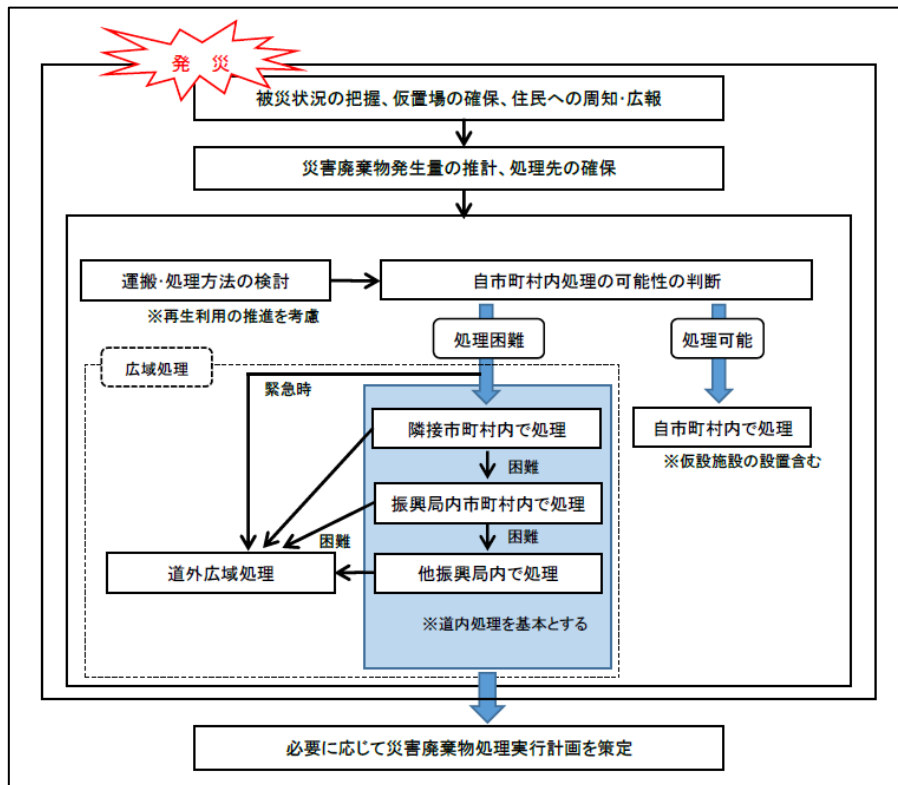 発 災
被災状況の把握、仮置場の確保、住民への周知・広報
災害廃棄物発生量の推計、処理先の確保
運搬・処理方法の検討
自市町村内処理の可能性の判断
※再生利用の推進を考慮
処理困難
処理可能
広域処理
緊急時
隣接市町村内で処理
自市町村内で処理
※仮設施設の設置含む
困難
振興局内市町村内で処理
困難
困難
道外広域処理
他振興局内で処理
※道内処理を基本とする
必要に応じて災害廃棄物処理実行計画を策定